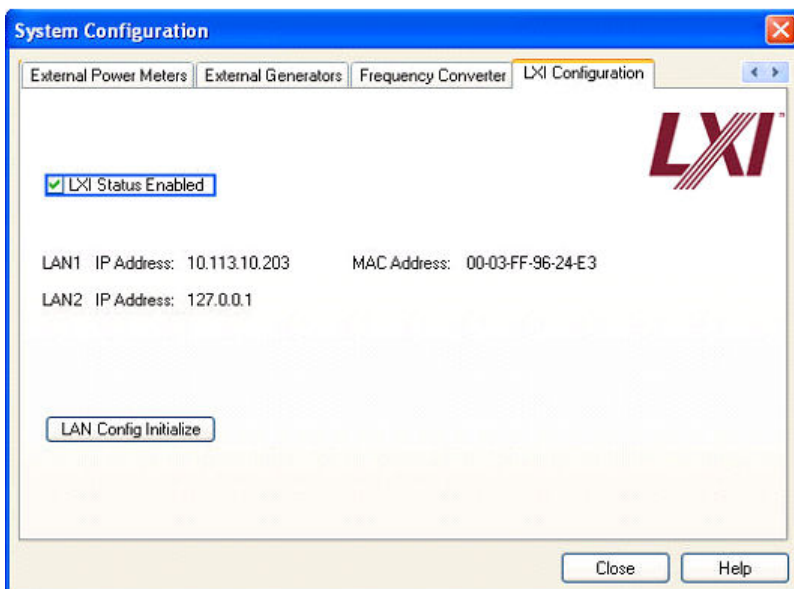 System Configuration
External Power Meters External Generators Frequency Converter LXI Configuration
LXI™
LXI Status Enabled
LAN1 IP Address: 10.113.10.203 MAC Address: 00-03-FF-96-24-E3
LAN2 IP Address: 127.0.0.1
LAN Config Initialize
Close Help